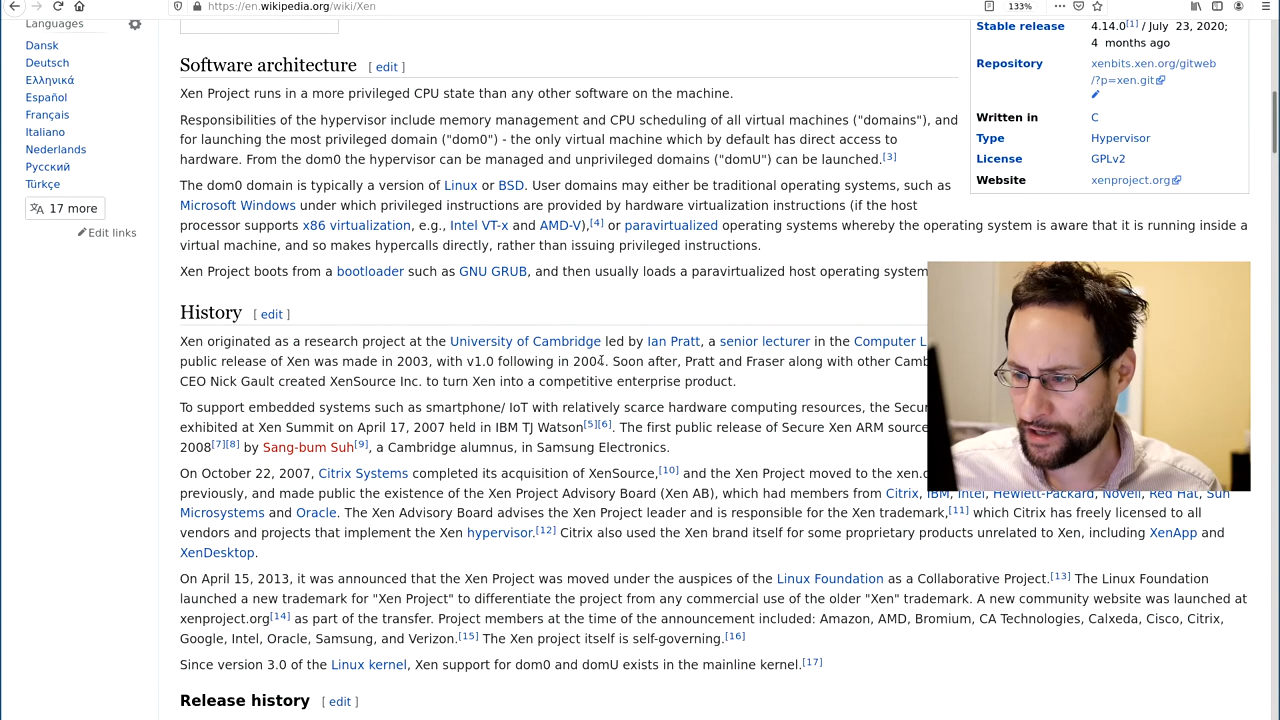 https://en.wikipedia.org/wiki/Xen
133%
Languages
Dansk
Deutsch
Ελληνικά
Español
Français
Italiano
Nederlands
Русский
Türkçe
17 more
Edit links
Stable release 4.14.0[1] / July 23, 2020;
4 months ago
Repository xenbits.xen.org/gitweb
/?p=xen.git
Written in C
Type Hypervisor
License GPLv2
Website xenproject.org
Software architecture [ edit ]
Xen Project runs in a more privileged CPU state than any other software on the machine.
Responsibilities of the hypervisor include memory management and CPU scheduling of all virtual machines ("domains"), and
for launching the most privileged domain ("dom0") - the only virtual machine which by default has direct access to
hardware. From the dom0 the hypervisor can be managed and unprivileged domains ("domU") can be launched.[3]
The dom0 domain is typically a version of Linux or BSD. User domains may either be traditional operating systems, such as
Microsoft Windows under which privileged instructions are provided by hardware virtualization instructions (if the host
processor supports x86 virtualization, e.g., Intel VT-x and AMD-V),[4] or paravirtualized operating systems whereby the operating system is aware that it is running inside a
virtual machine, and so makes hypercalls directly, rather than issuing privileged instructions.
Xen Project boots from a bootloader such as GNU GRUB, and then usually loads a paravirtualized host operating system
History [ edit ]
Xen originated as a research project at the University of Cambridge led by Ian Pratt, a senior lecturer in the Computer L
public release of Xen was made in 2003, with v1.0 following in 2004. Soon after, Pratt and Fraser along with other Camb
CEO Nick Gault created XenSource Inc. to turn Xen into a competitive enterprise product.
To support embedded systems such as smartphone/ IoT with relatively scarce hardware computing resources, the Secur
exhibited at Xen Summit on April 17, 2007 held in IBM TJ Watson[5][6]. The first public release of Secure Xen ARM source
2008[7][8] by Sang-bum Suh[9], a Cambridge alumnus, in Samsung Electronics.
On October 22, 2007, Citrix Systems completed its acquisition of XenSource,[10] and the Xen Project moved to the xen.o
previously, and made public the existence of the Xen Project Advisory Board (Xen AB), which had members from Citrix, IBM, Intel, Hewlett-Packard, Novell, Red Hat, Sun
Microsystems and Oracle. The Xen Advisory Board advises the Xen Project leader and is responsible for the Xen trademark,[11] which Citrix has freely licensed to all
vendors and projects that implement the Xen hypervisor.[12] Citrix also used the Xen brand itself for some proprietary products unrelated to Xen, including XenApp and
XenDesktop.
On April 15, 2013, it was announced that the Xen Project was moved under the auspices of the Linux Foundation as a Collaborative Project.[13] The Linux Foundation
launched a new trademark for "Xen Project" to differentiate the project from any commercial use of the older "Xen" trademark. A new community website was launched at
xenproject.org[14] as part of the transfer. Project members at the time of the announcement included: Amazon, AMD, Bromium, CA Technologies, Calxeda, Cisco, Citrix,
Google, Intel, Oracle, Samsung, and Verizon.[15] The Xen project itself is self-governing.[16]
Since version 3.0 of the Linux kernel, Xen support for dom0 and domU exists in the mainline kernel.[17]
Release history [ edit ]